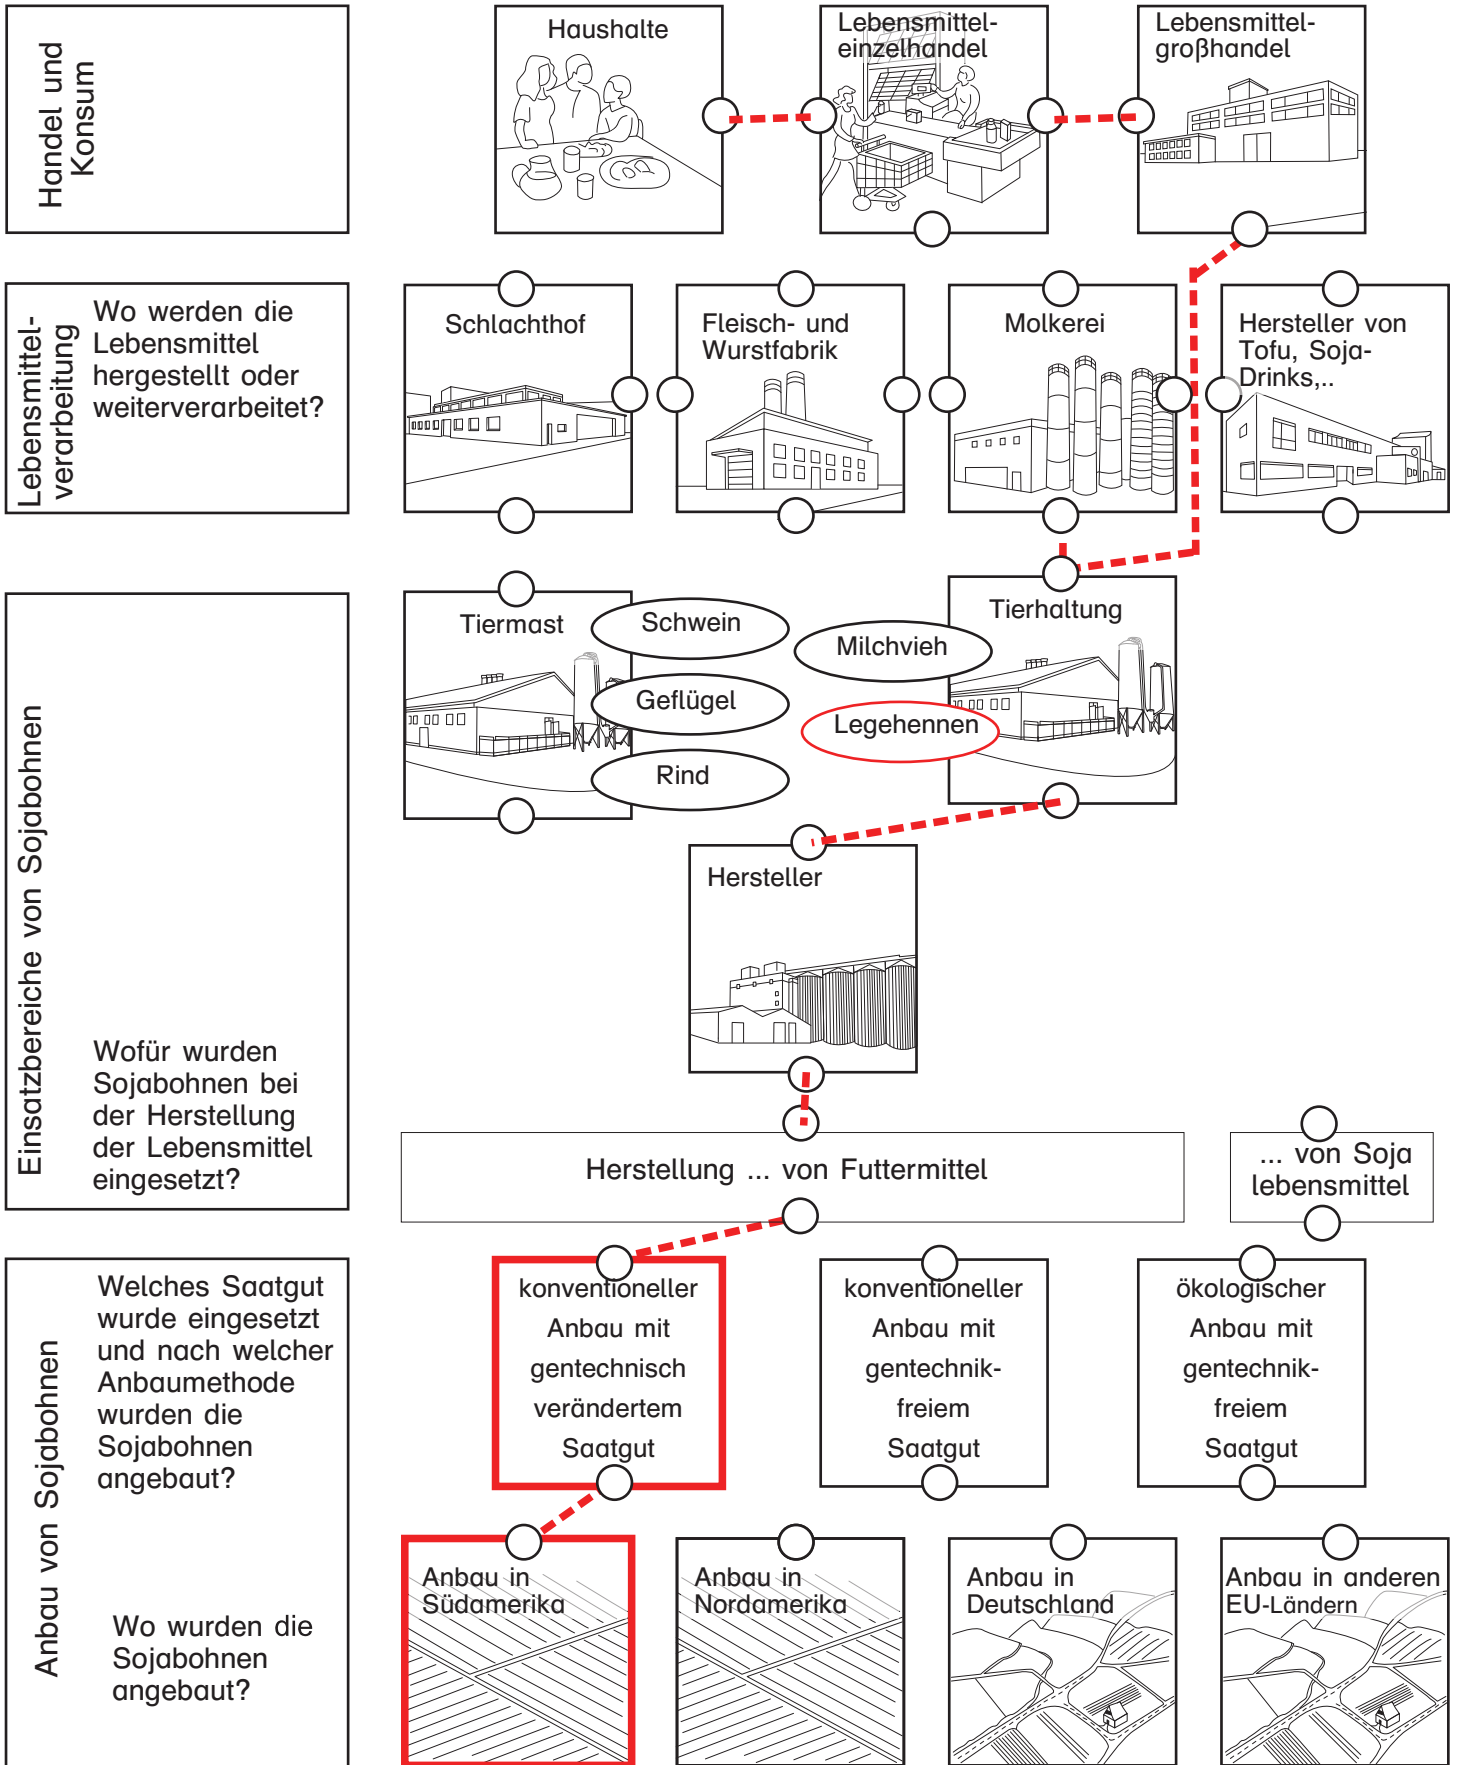 Handel und
Konsum
Haushalte
Lebensmittel-
einzelhandel
Lebensmittel-
großhandel
Lebensmittel-
verarbeitung
Wo werden die
Lebensmittel
hergestellt oder
weiterverarbeitet?
Schlachthof
Fleisch- und
Wurstfabrik
Molkerei
Hersteller von
Tofu, Soja-
Drinks,..
Einsatzbereiche von Sojabohnen
Wofür wurden
Sojabohnen bei
der Herstellung
der Lebensmittel
eingesetzt?
Tiermast
Schwein
Geflügel
Rind
Milchvieh
Legehennen
Tierhaltung
Hersteller
Herstellung ... von Futtermittel
... von Soja
lebensmittel
Anbau von Sojabohnen
Welches Saatgut
wurde eingesetzt
und nach welcher
Anbaumethode
wurden die
Sojabohnen
angebaut?
konventioneller
Anbau mit
gentechnisch
verändertem
Saatgut
konventioneller
Anbau mit
gentechnik-
freiem
Saatgut
ökologischer
Anbau mit
gentechnik-
freiem
Saatgut
Wo wurden die
Sojabohnen
angebaut?
Anbau in
Südamerika
Anbau in
Nordamerika
Anbau in
Deutschland
Anbau in anderen
EU-Ländern